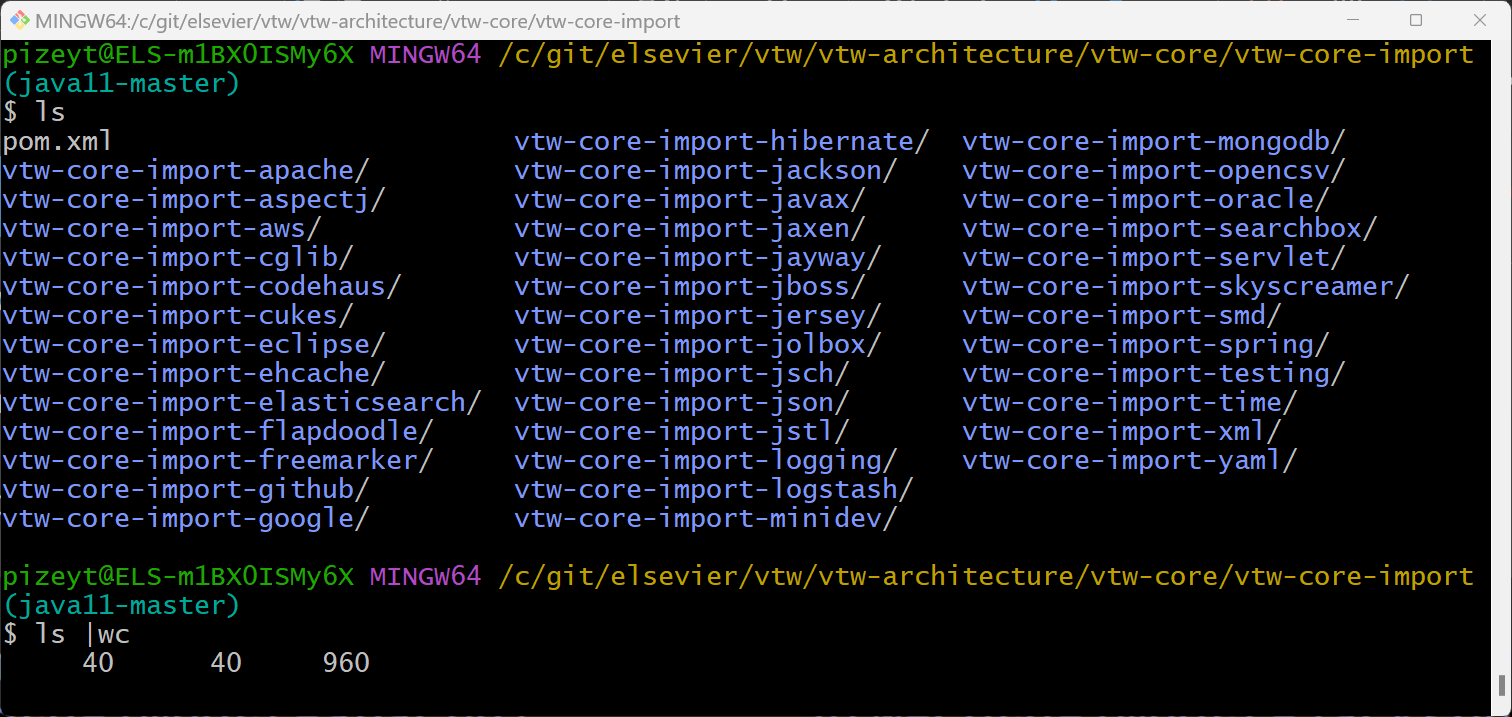 MINGW64:/c/git/elsevier/vtw/vtw-architecture/vtw-core/vtw-core-import
pizeyt@ELS-m1BXOISMy6X MINGW64 /c/git/elsevier/vtw/vtw-architecture/vtw-core/vtw-core-import
(java11-master)
$ ls
pom.xml vtw-core-import-hibernate/ vtw-core-import-mongodb/
vtw-core-import-apache/ vtw-core-import-jackson/ vtw-core-import-opencsv/
vtw-core-import-aspectj/ vtw-core-import-javax/ vtw-core-import-oracle/
vtw-core-import-aws/ vtw-core-import-jaxen/ vtw-core-import-searchbox/
vtw-core-import-cglib/ vtw-core-import-jayway/ vtw-core-import-servlet/
vtw-core-import-codehaus/ vtw-core-import-jboss/ vtw-core-import-skyscreamer/
vtw-core-import-cukes/ vtw-core-import-jersey/ vtw-core-import-smd/
vtw-core-import-eclipse/ vtw-core-import-jolbox/ vtw-core-import-spring/
vtw-core-import-ehcache/ vtw-core-import-jsch/ vtw-core-import-testing/
vtw-core-import-elasticsearch/ vtw-core-import-json/ vtw-core-import-time/
vtw-core-import-flapdoodle/ vtw-core-import-jstl/ vtw-core-import-xml/
vtw-core-import-freemarker/ vtw-core-import-logging/ vtw-core-import-yaml/
vtw-core-import-github/ vtw-core-import-logstash/
vtw-core-import-google/ vtw-core-import-minidev/
pizeyt@ELS-m1BXOISMy6X MINGW64 /c/git/elsevier/vtw/vtw-architecture/vtw-core/vtw-core-import
(java11-master)
$ ls |wc
40 40 960